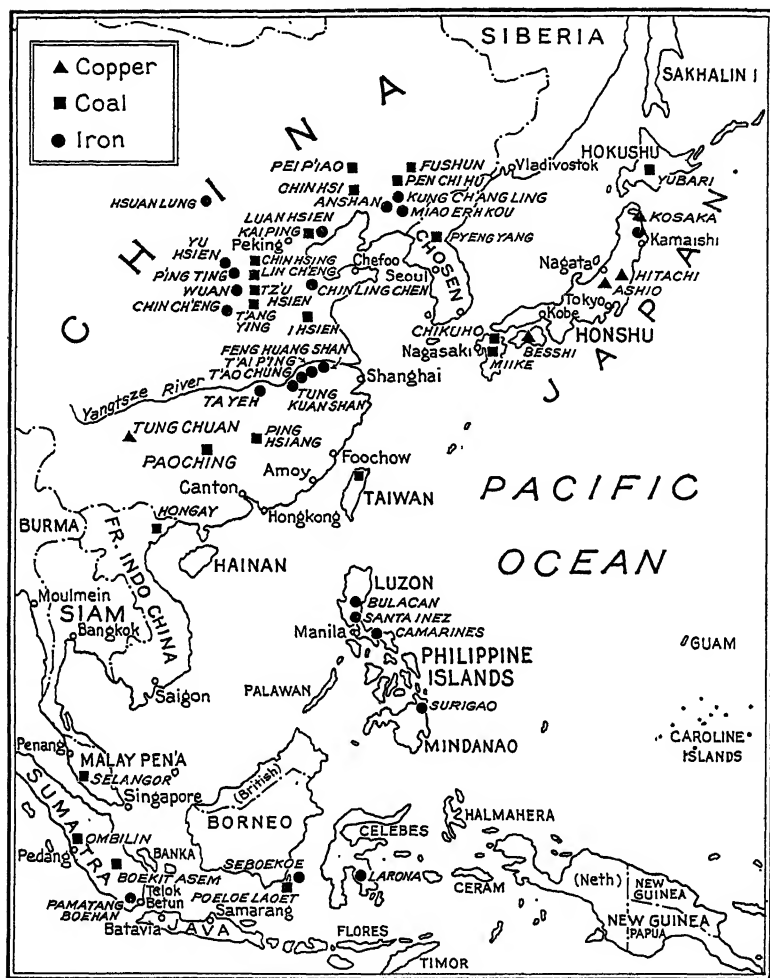 ▲ Copper
■ Coal
● Iron
SIBERIA
SAKHALIN I
CHINA
HOKUSHU
YUBARI
Vladivostok
PEI P'IAO
FUSHUN
PEN CHI HU
CHIN HSI
KUNG CH'ANG LING
ANSHAN
MIAO ERH KOU
HSUAN LUNG
LUAN HSIEN
KAIPING
Peking
PYENG YANG
KOSAKA
Kamaishi
YU
HSIEN
CHIN HSING
P'ING TING
LIN CH'ENG
Chefoo
Seoul
CHOSEN
Nagata
HITACHI
ASHIO
WUAN
TZ'U
HSIEN
CHIN LING CHEN
CHIN CH'ENG
T'ANG
YING
I HSIEN
Tokyo
Kobe
HONSHU
JAPAN
CHIKUHO
Nagasaki
BESSHI
MIIKE
FENG HUANG SHAN
T'AI P'ING
T'AO CHUNG
Shanghai
Yangtsze River
TAYEH
TUNG
KUAN SHAN
TUNG CHUAN
PING
HSIANG
PAOCHING
Foochow
Amoy
Canton
TAIWAN
Hongkong
PACIFIC
OCEAN
BURMA
HONGAY
FR. INDO CHINA
HAINAN
LUZON
Moulmein
SIAM
Bangkok
BULACAN
SANTA INEZ
Manila
CAMARINES
GUAM
PHILIPPINE
ISLANDS
Saigon
PALAWAN
SURIGAO
MINDANAO
CAROLINE
ISLANDS
Penang
MALAY PEN'A
SELANGOR
Singapore
(British)
BORNEO
SUMATRA
OMBILIN
Pedang
BANKA
BOEKIT ASEM
SEBOEKOE
CELEBES
HALMAHERA
LARONA
CERAM
(Neth)
NEW
GUINEA
POELOE LAOET
PAMATANG
BOEHAN
Telok
Betun
Samarang
Batavia
JAVA
FLORES
TIMOR
NEW GUINEA
PAPUA